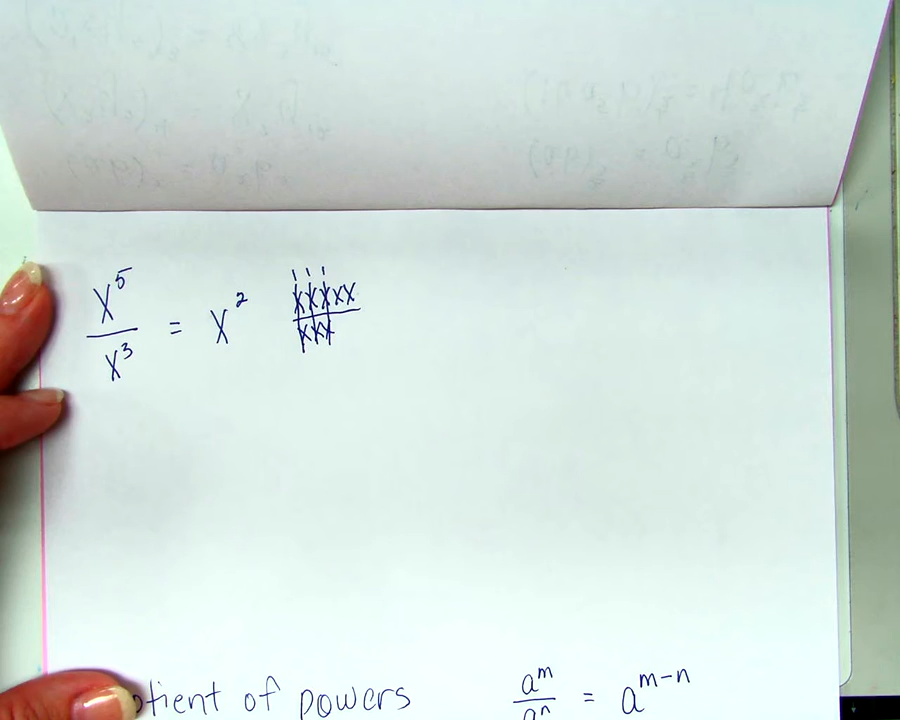 x^5/x^3 = x^2 xxxxx/xxx
otient of powers a^m/a^n = a^(m-n)